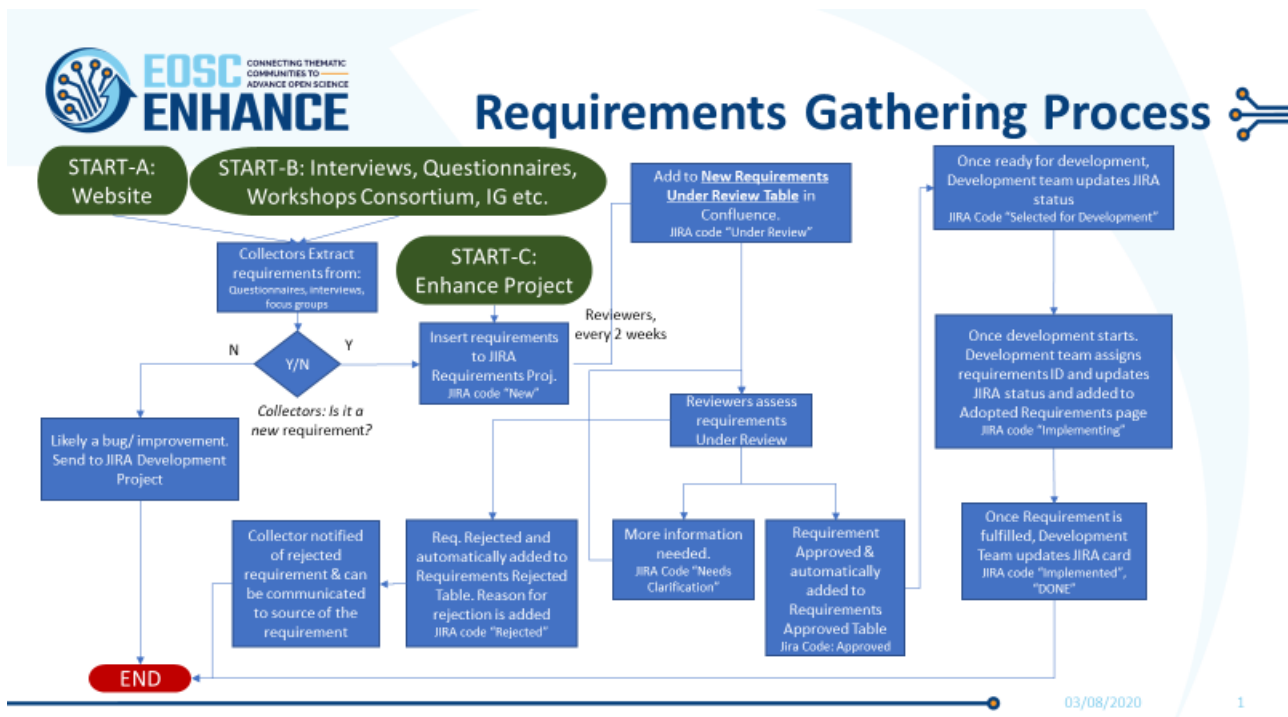 EOSC
ENHANCE
CONNECTING THEMATIC
COMMUNITIES TO
ADVANCE OPEN SCIENCE
Requirements Gathering Process
START-A:
Website
START-B: Interviews, Questionnaires,
Workshops Consortium, IG etc.
Collectors Extract
requirements from:
Questionnaires, interviews,
focus groups
START-C:
Enhance Project
N
Y/N
Y
Collectors: Is it a
new requirement?
Insert requirements
to JIRA
Requirements Proj.
JIRA code "New"
Reviewers,
every 2 weeks
Likely a bug/ improvement.
Send to JIRA Development
Project
Add to New Requirements
Under Review Table in
Confluence.
JIRA code "Under Review"
Reviewers assess
requirements
Under Review
Collector notified
of rejected
requirement & can
be communicated
to source of the
requirement
Req. Rejected and
automatically added to
Requirements Rejected
Table. Reason for
rejection is added
JIRA code "Rejected"
More information
needed.
JIRA Code "Needs
Clarification"
Requirement
Approved &
automatically
added to
Requirements
Approved Table
Jira Code: Approved
Once ready for development,
Development team updates JIRA
status
JIRA Code "Selected for Development"
Once development starts.
Development team assigns
requirements ID and updates
JIRA status and added to
Adopted Requirements page
JIRA code "Implementing"
Once Requirement is
fulfilled, Development
Team updates JIRA card
JIRA code "Implemented",
"DONE"
END
03/08/2020
1